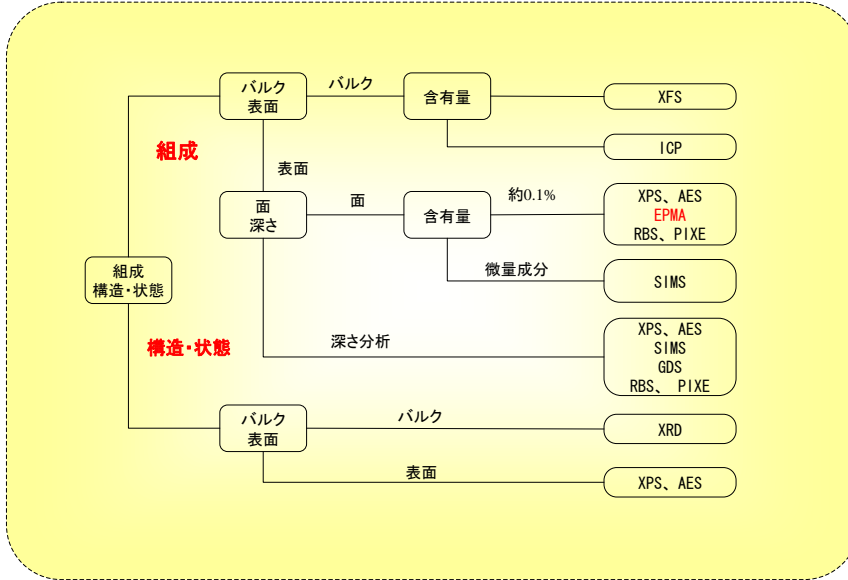 バルク
表面
バルク
含有量
XFS
ICP
組成
表面
面
深さ
面
含有量
約0.1%
XPS、AES
EPMA
RBS、PIXE
微量成分
SIMS
組成
構造・状態
構造・状態
深さ分析
XPS、AES
SIMS
GDS
RBS、 PIXE
バルク
表面
バルク
XRD
表面
XPS、AES